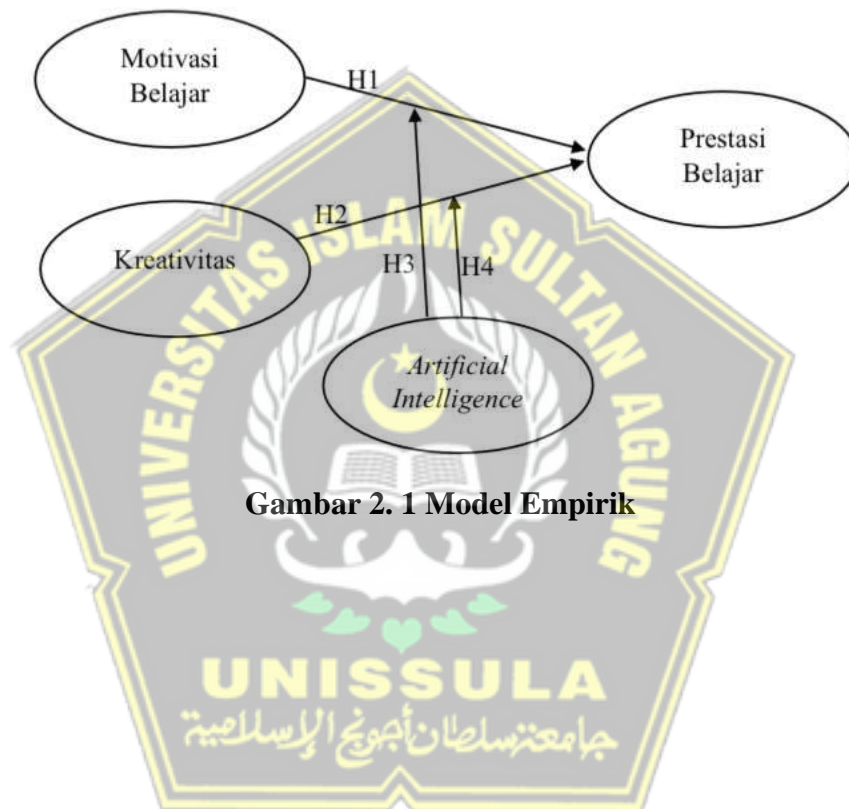 Motivasi
Belajar
H1
Prestasi
Belajar
H2
Kreativitas
H3
H4
Artificial
Intelligence
Gambar 2. 1 Model Empirik
UNIVERSITAS ISLAM SULTAN AGUNG
UNISSULA
جامعة سلطان أجونج الإسلامية